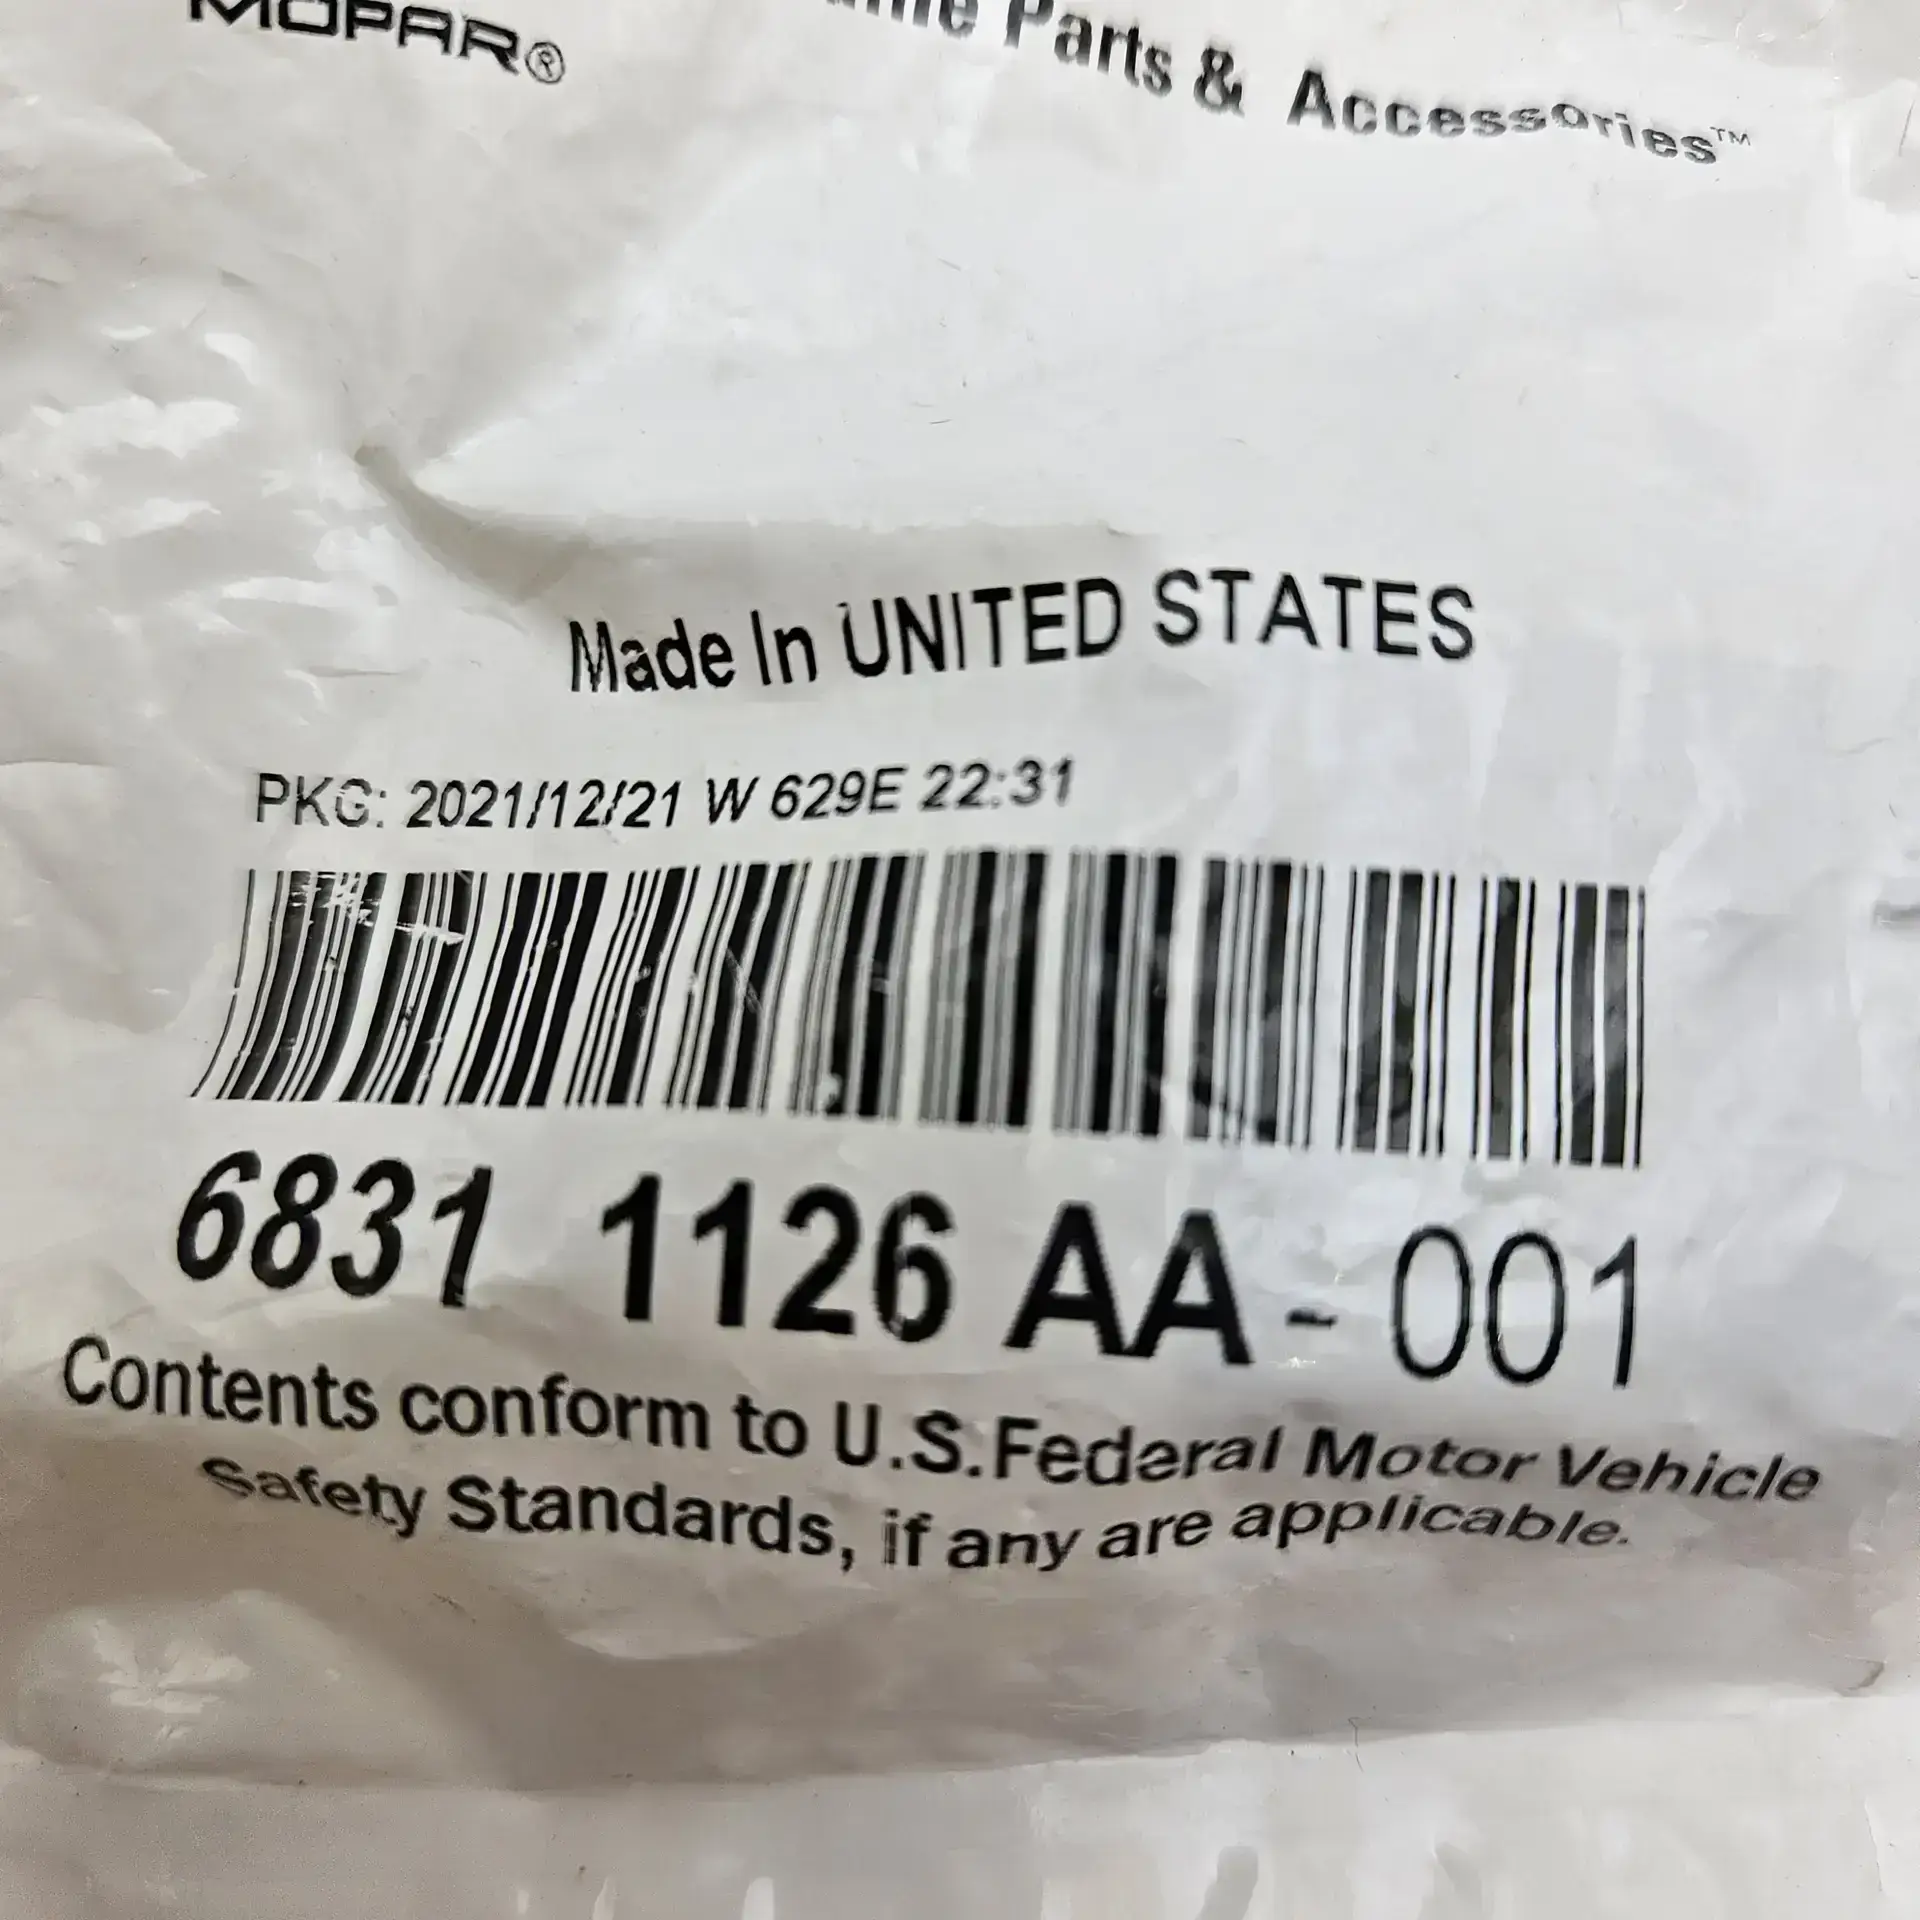 MOPAR®
Parts & Accessories™
Made In UNITED STATES
PKG: 2021/12/21 W 629E 22:31
6831 1126 AA - 001
Contents conform to U.S.Federal Motor Vehicle
Safety Standards, if any are applicable.